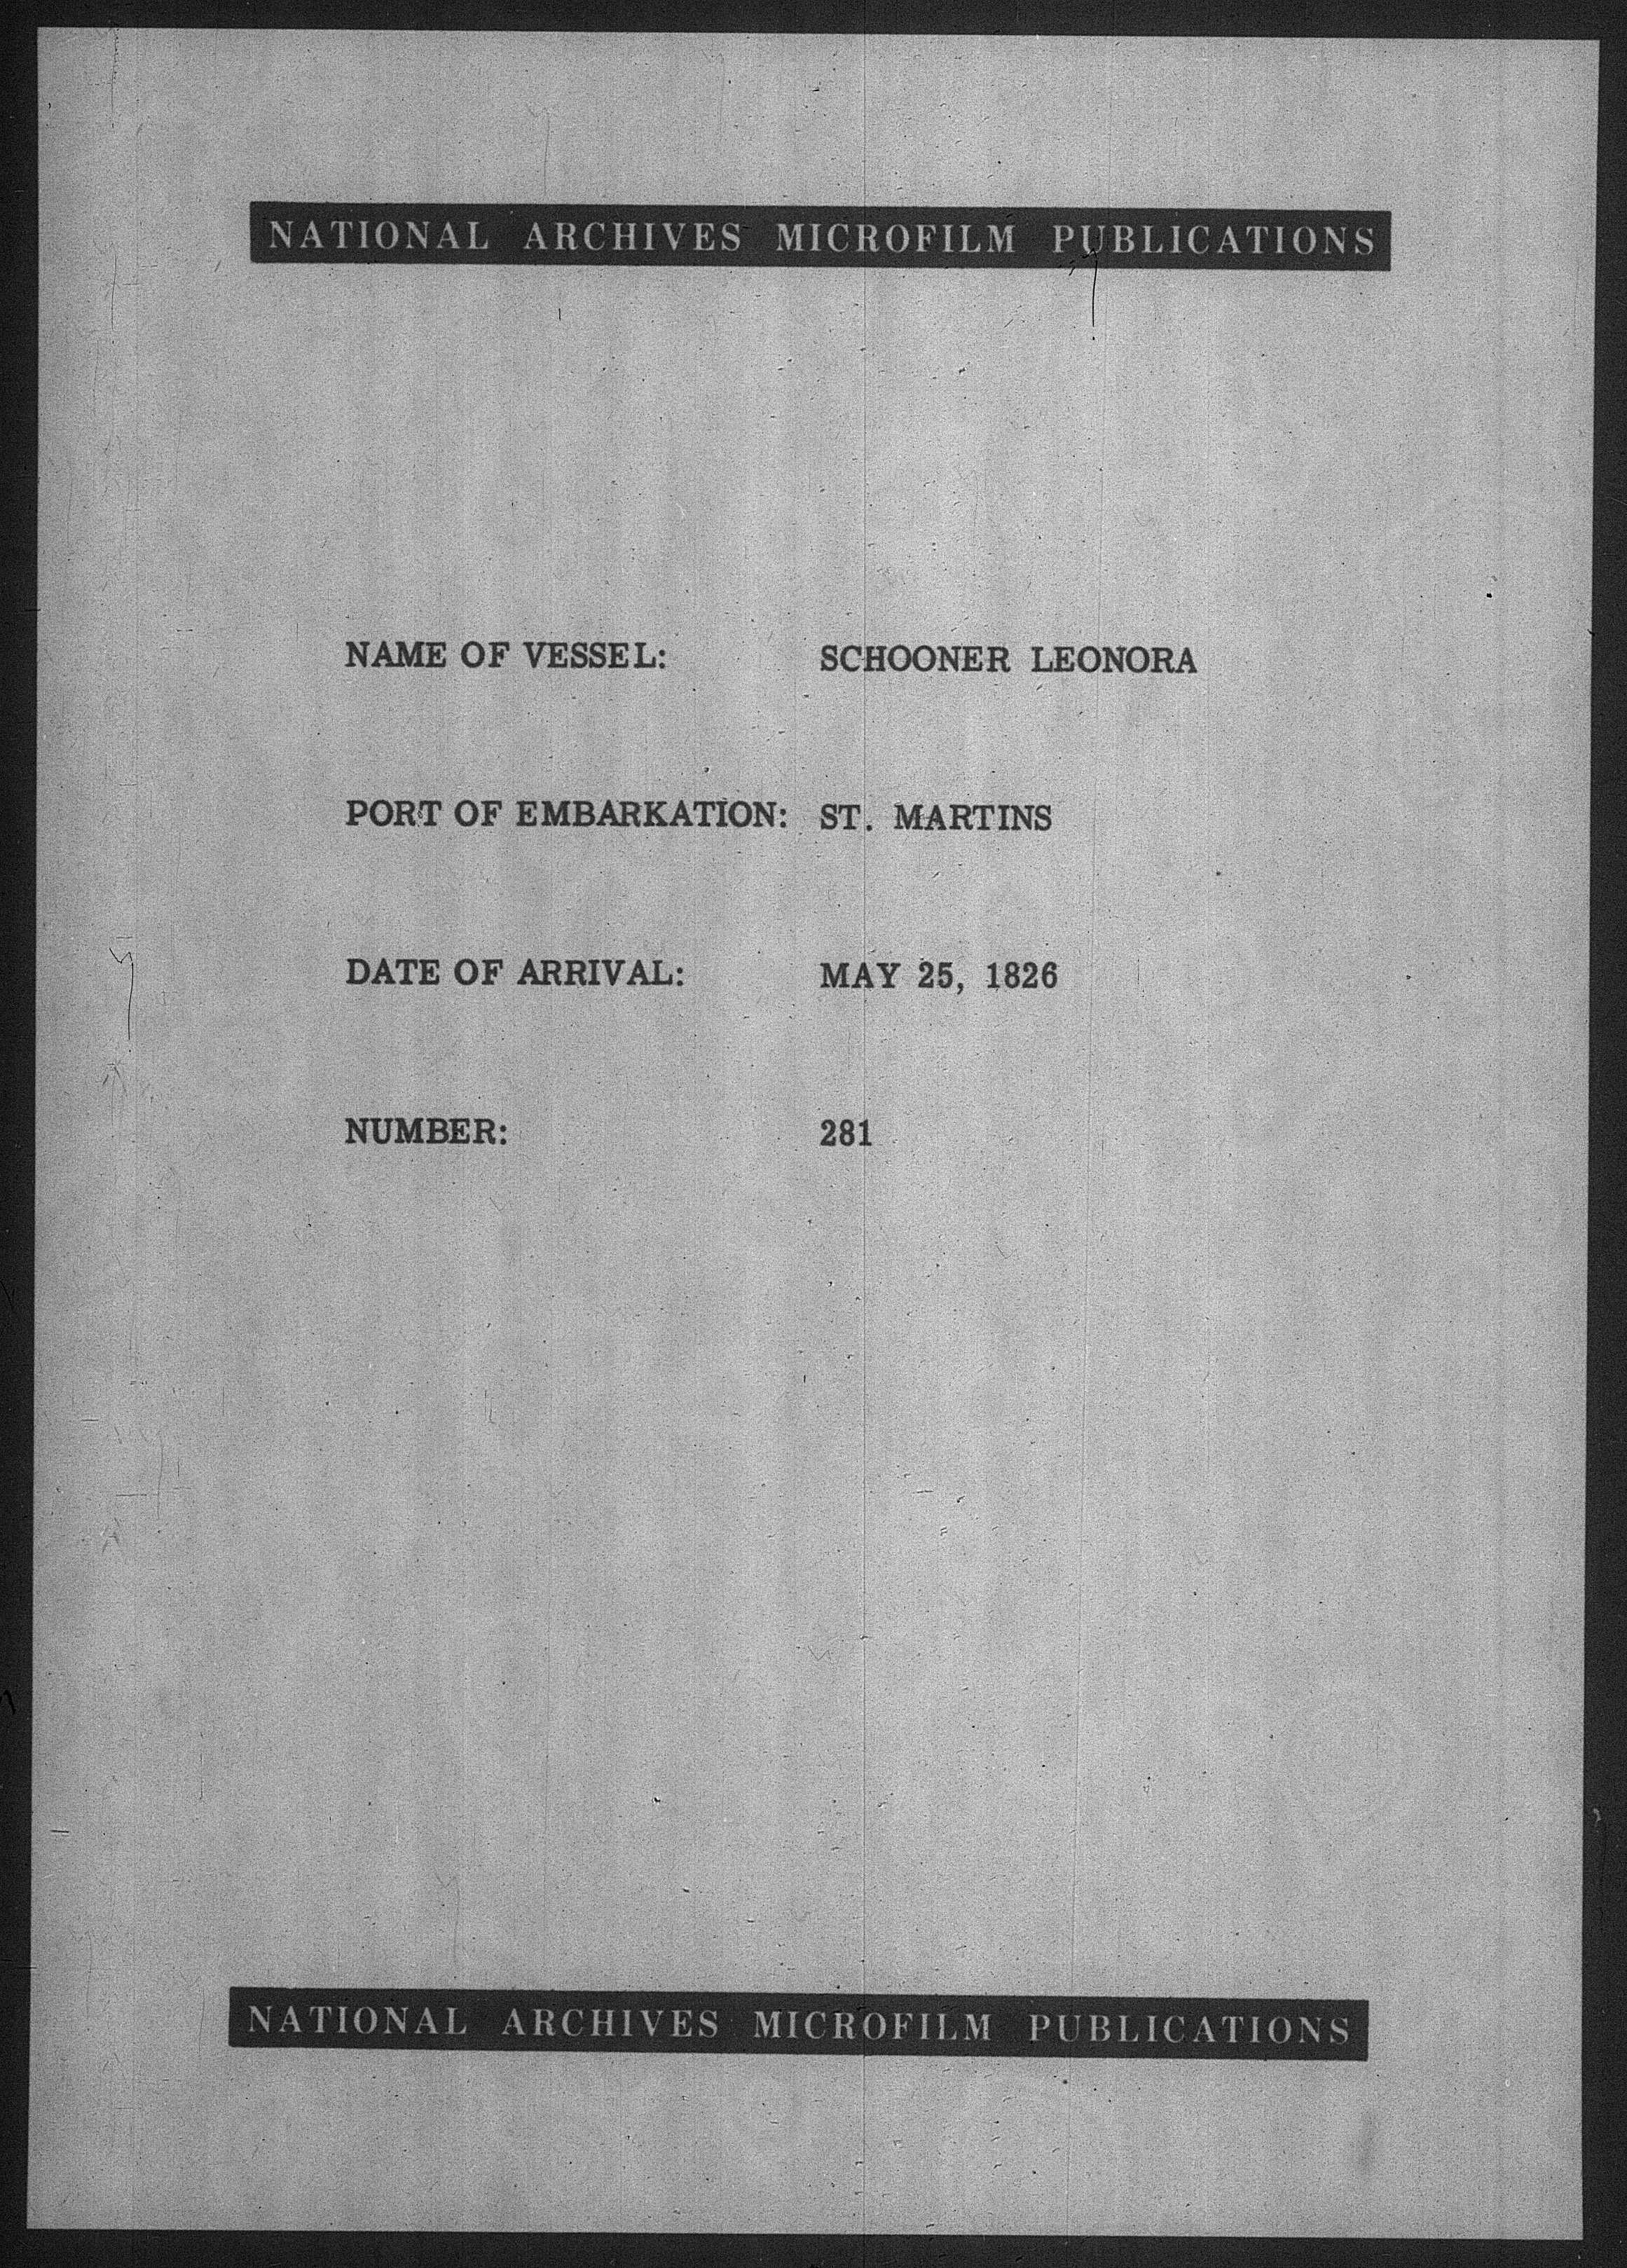 NATIONAL ARCHIVES MICROFILM PUBLICATIONS
NAME OF VESSEL: SCHOONER LEONORA
PORT OF EMBARKATION: ST. MARTINS
DATE OF ARRIVAL: MAY 25, 1826
NUMBER: 281
NATIONAL ARCHIVES MICROFILM PUBLICATIONS